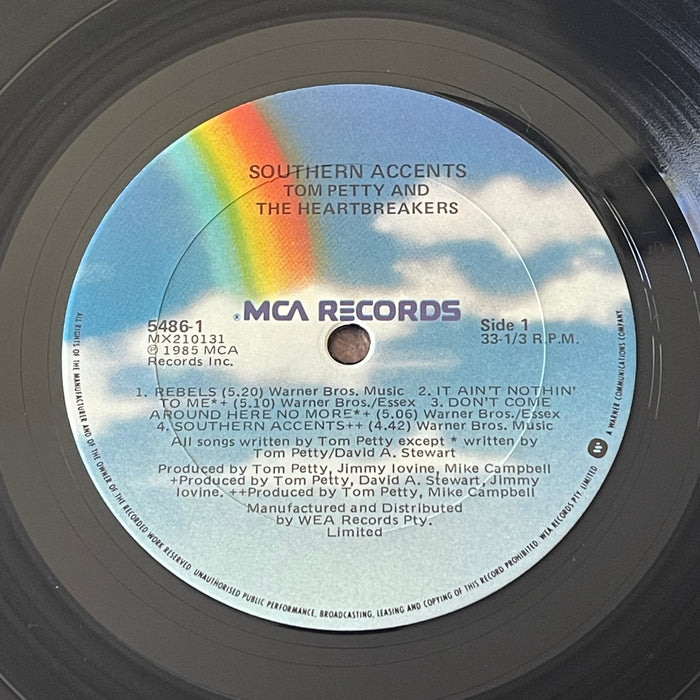 SOUTHERN ACCENTS
TOM PETTY AND
THE HEARTBREAKERS
MCA RECORDS
5486-1
MX210131
℗ 1985 MCA
Records Inc.
Side 1
33-1/3 R.P.M.
1. REBELS (5.20) Warner Bros. Music 2. IT AIN'T NOTHIN'
TO ME*+ (5.10) Warner Bros./Essex 3. DON'T COME
AROUND HERE NO MORE*+ (5.06) Warner Bros./Essex
4. SOUTHERN ACCENTS++ (4.42) Warner Bros. Music
All songs written by Tom Petty except * written by
Tom Petty/David A. Stewart
Produced by Tom Petty, Jimmy Iovine, Mike Campbell
+Produced by Tom Petty, David A. Stewart, Jimmy
Iovine. ++Produced by Tom Petty, Mike Campbell
Manufactured and Distributed
by WEA Records Pty.
Limited
ALL RIGHTS OF THE MANUFACTURER AND OF THE OWNER OF THE RECORDED WORK RESERVED. UNAUTHORISED PUBLIC PERFORMANCE, BROADCASTING, LEASING AND COPYING OF THIS RECORD PROHIBITED. WEA RECORDS PTY. LIMITED A WARNER COMMUNICATIONS COMPANY.